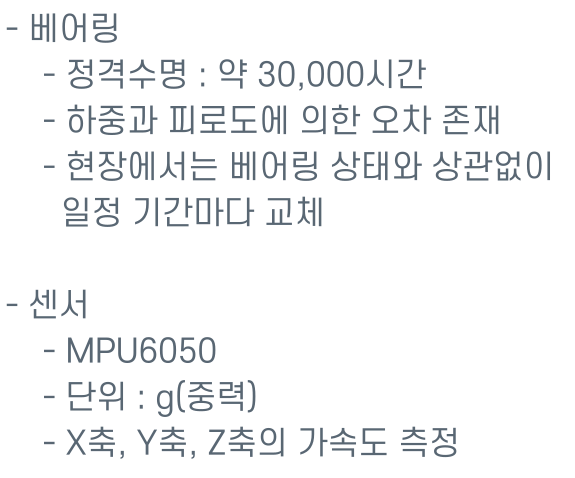 - 베어링
- 정격수명 : 약 30,000시간
- 하중과 피로도에 의한 오차 존재
- 현장에서는 베어링 상태와 상관없이
일정 기간마다 교체
- 센서
- MPU6050
- 단위 : g(중력)
- X축, Y축, Z축의 가속도 측정